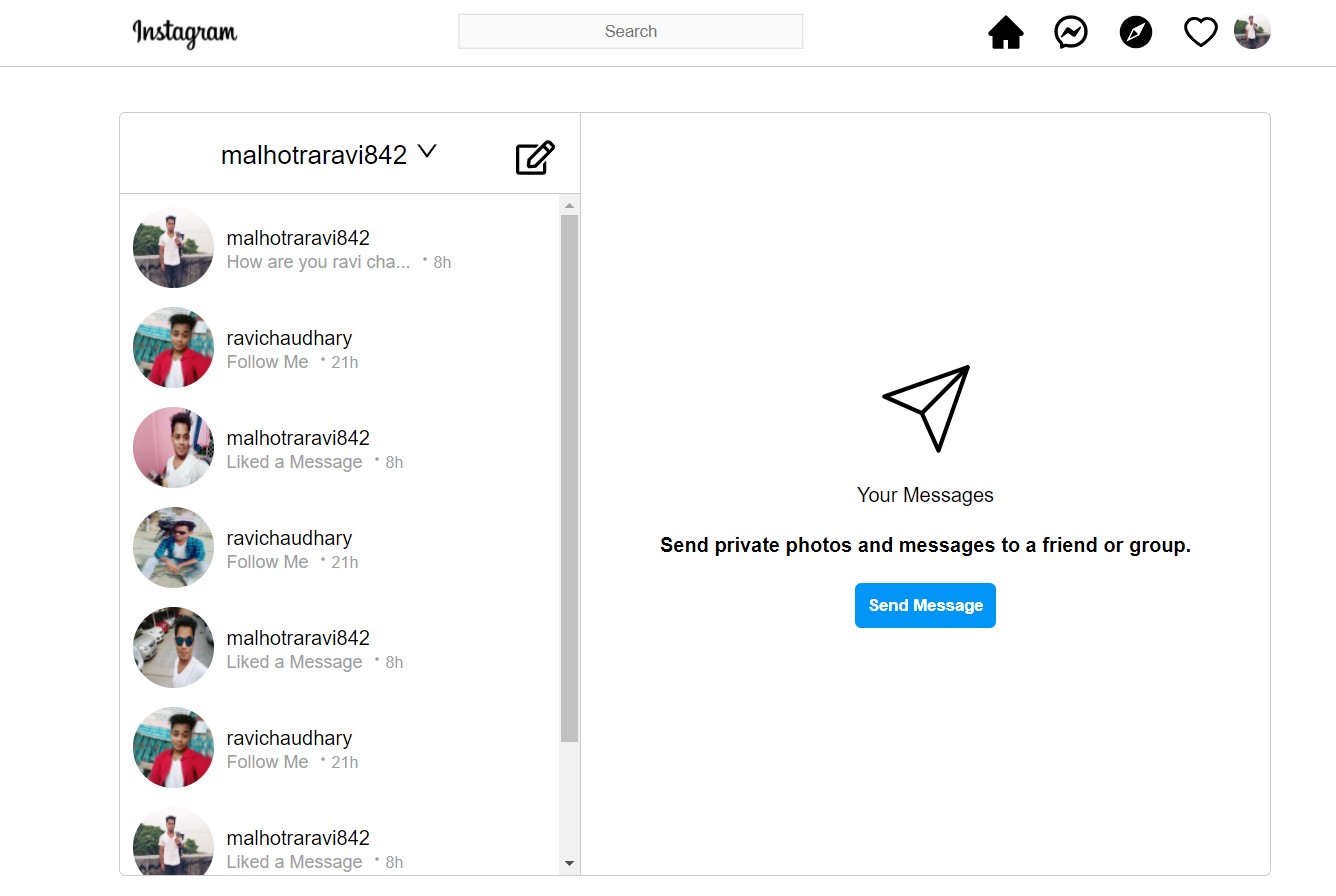 Instagram
Search
malhotraravi842
malhotraravi842
How are you ravi cha... • 8h
ravichaudhary
Follow Me • 21h
malhotraravi842
Liked a Message • 8h
ravichaudhary
Follow Me • 21h
malhotraravi842
Liked a Message • 8h
ravichaudhary
Follow Me • 21h
malhotraravi842
Liked a Message • 8h
Your Messages
Send private photos and messages to a friend or group.
Send Message